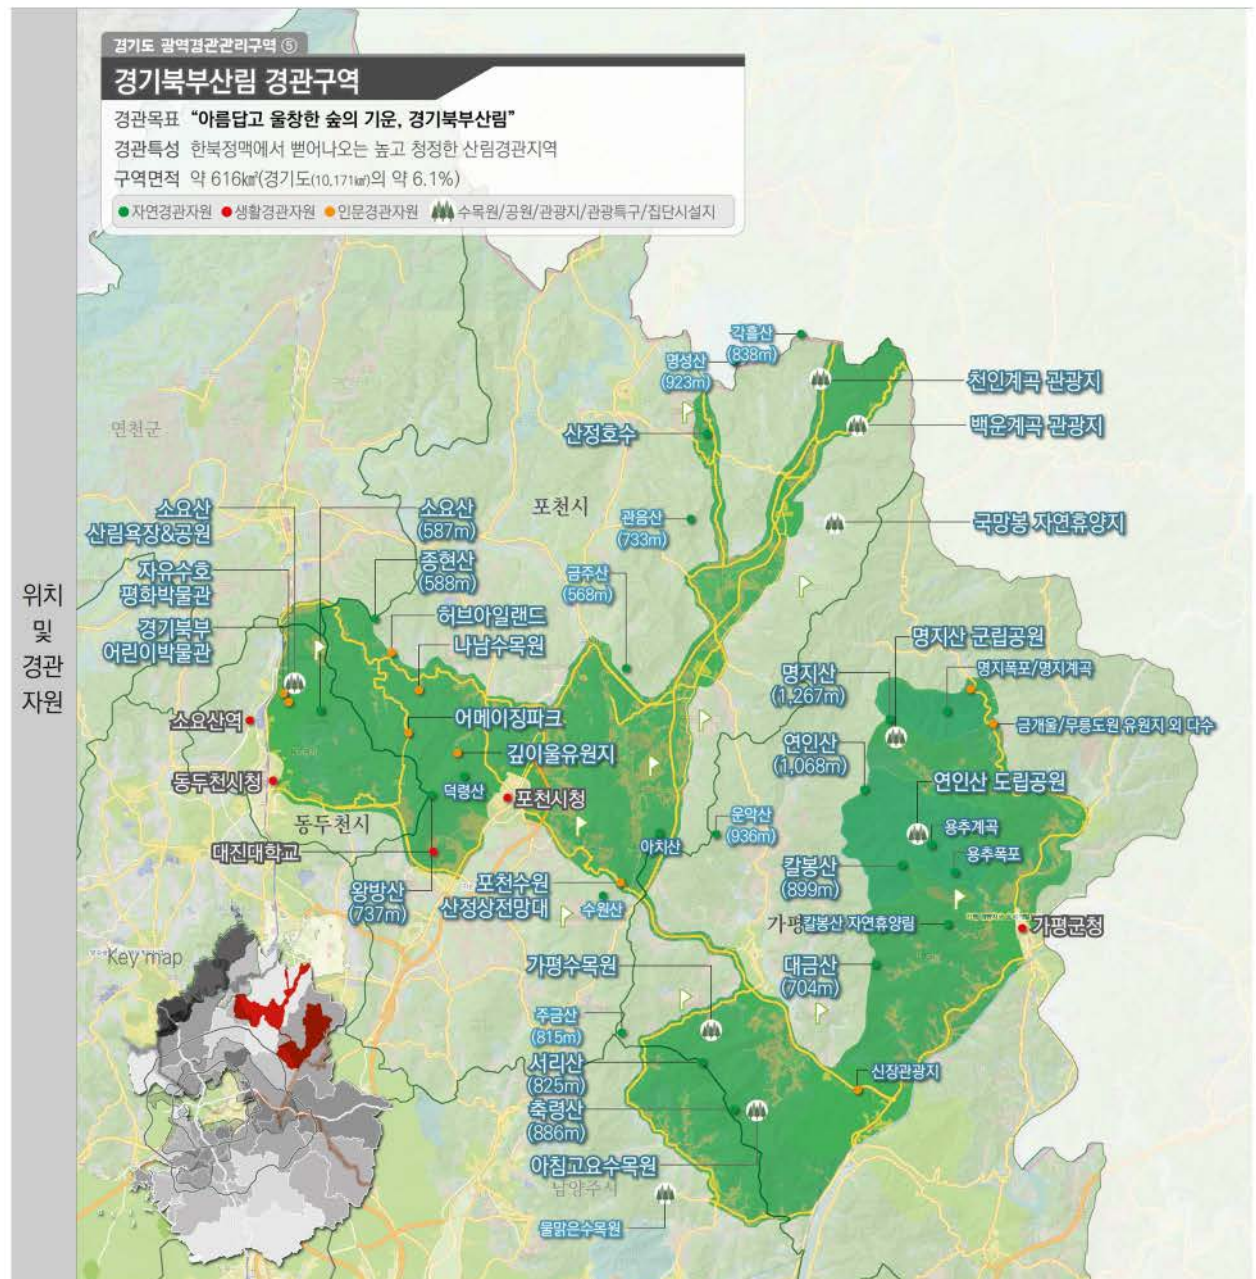 경기도 광역경관관리구역 ⑤
경기북부산림 경관구역
경관목표 “아름답고 울창한 숲의 기운, 경기북부산림”
경관특성 한북정맥에서 뻗어나오는 높고 청정한 산림경관지역
구역면적 약 616㎢(경기도(10,171㎢)의 약 6.1%)
자연경관자원 생활경관자원 인문경관자원 수목원/공원/관광지/관광특구/집단시설지
위치
및
경관
자원
각흘산
(838m)
명성산
(923m)
천인계곡 관광지
백운계곡 관광지
연천군
산정호수
포천시
관음산
(733m)
국망봉 자연휴양지
소요산
산림욕장&공원
소요산
(587m)
종현산
(588m)
금주산
(568m)
자유수호
평화박물관
허브아일랜드
경기북부
어린이박물관
나남수목원
명지산 군립공원
명지산
(1,267m)
명지폭포/명지계곡
소요산역
어메이징파크
금개울/무릉도원 유원지 외 다수
깊이울유원지
연인산
(1,068m)
동두천시청
덕령산
포천시청
연인산 도립공원
동두천시
운악산
(936m)
용추계곡
대진대학교
아치산
용추폭포
칼봉산
(899m)
왕방산
(737m)
포천수원
산정상전망대
수원산
가평
칼봉산 자연휴양림
가평군청
Key map
가평수목원
대금산
(704m)
주금산
(815m)
서리산
(825m)
신장관광지
축령산
(886m)
아침고요수목원
남양주시
물맑은수목원